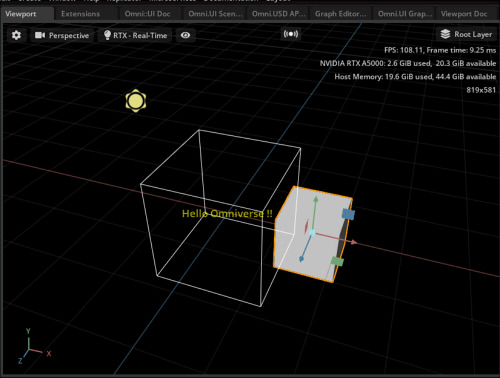 Viewport
Extensions
Omni:UI Doc
Omni.UI Scen...
Omni.USD AP...
Graph Editor...
Omni.UI Grap...
Viewport Doc
Perspective
RTX - Real-Time
Root Layer
FPS: 108.11, Frame time: 9.25 ms
NVIDIA RTX A5000: 2.6 GiB used, 20.3 GiB available
Host Memory: 19.6 GiB used, 44.4 GiB available
819x581
Hello Omniverse !!
Y
X
Z